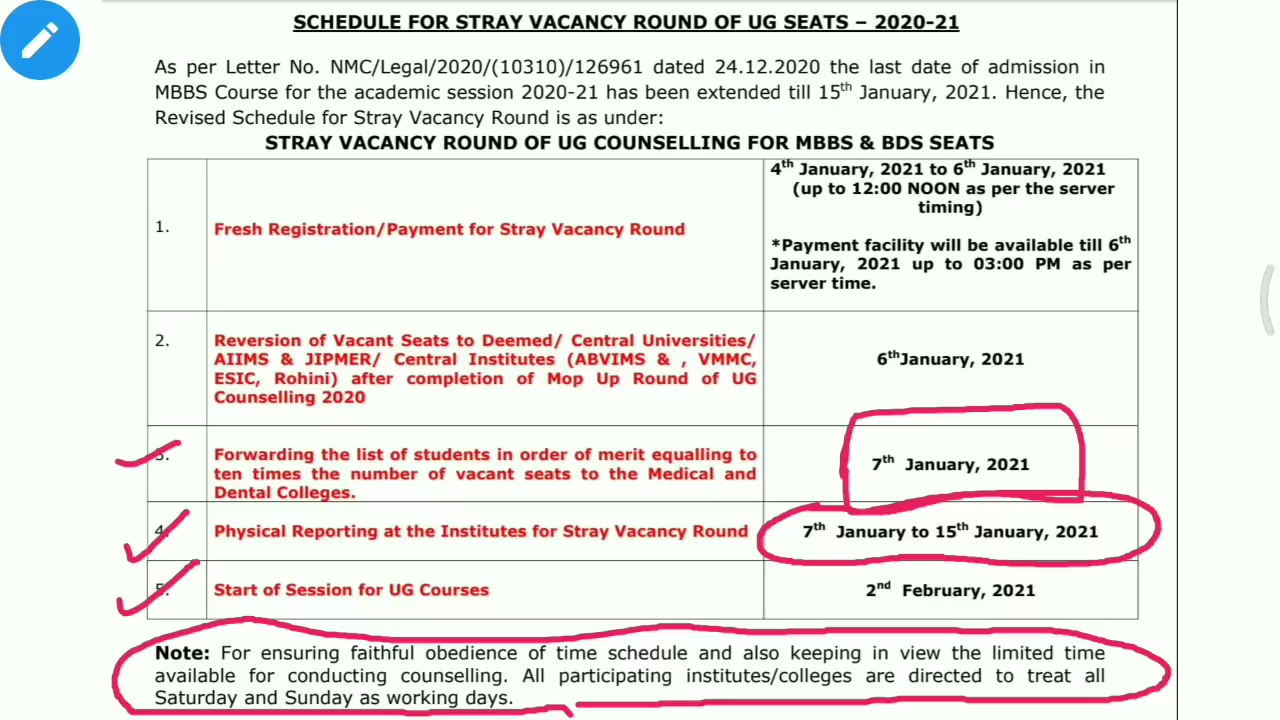 SCHEDULE FOR STRAY VACANCY ROUND OF UG SEATS – 2020-21
As per Letter No. NMC/Legal/2020/(10310)/126961 dated 24.12.2020 the last date of admission in
MBBS Course for the academic session 2020-21 has been extended till 15th January, 2021. Hence, the
Revised Schedule for Stray Vacancy Round is as under:
STRAY VACANCY ROUND OF UG COUNSELLING FOR MBBS & BDS SEATS
1.
Fresh Registration/Payment for Stray Vacancy Round
4th January, 2021 to 6th January, 2021
(up to 12:00 NOON as per the server
timing)
*Payment facility will be available till 6th
January, 2021 up to 03:00 PM as per
server time.
2.
Reversion of Vacant Seats to Deemed/ Central Universities/
AIIMS & JIPMER/ Central Institutes (ABVIMS & , VMMC,
ESIC, Rohini) after completion of Mop Up Round of UG
Counselling 2020
6thJanuary, 2021
3.
Forwarding the list of students in order of merit equalling to
ten times the number of vacant seats to the Medical and
Dental Colleges.
7th January, 2021
4.
Physical Reporting at the Institutes for Stray Vacancy Round
7th January to 15th January, 2021
5.
Start of Session for UG Courses
2nd February, 2021
Note: For ensuring faithful obedience of time schedule and also keeping in view the limited time
available for conducting counselling. All participating institutes/colleges are directed to treat all
Saturday and Sunday as working days.